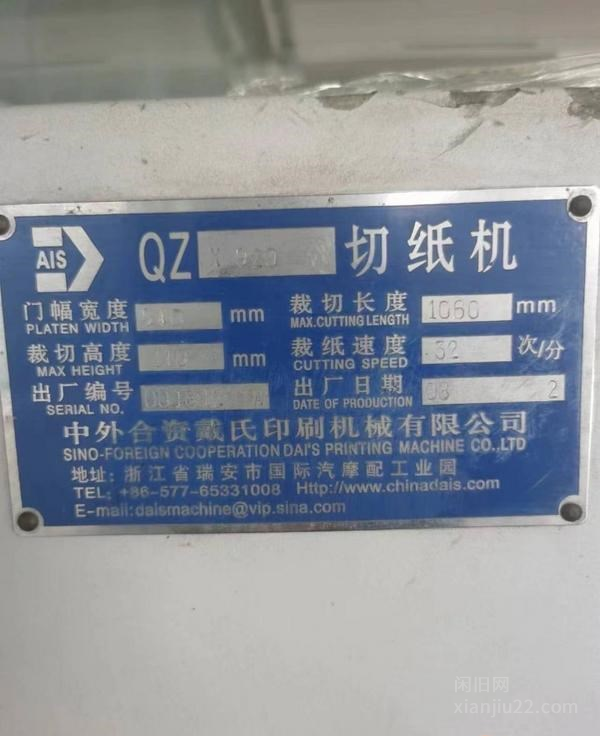 AIS
QZ 切纸机
门幅宽度 mm 裁切长度 1060 mm
PLATEN WIDTH MAX.CUTTING LENGTH
裁切高度 mm 裁纸速度 32 次/分
MAX HEIGHT CUTTING SPEED
出厂编号 出厂日期 08 2
SERIAL NO. DATE OF PRODUCTION
中外合资戴氏印刷机械有限公司
SINO-FOREIGN COOPERATION DAI'S PRINTING MACHINE CO.,LTD
地址: 浙江省瑞安市国际汽摩配工业园
TEL: +86-577-65331008 Http://www.chinadais.com
E-mail:daismachine@vip.sina.com
闲旧网
xianjiu22.com